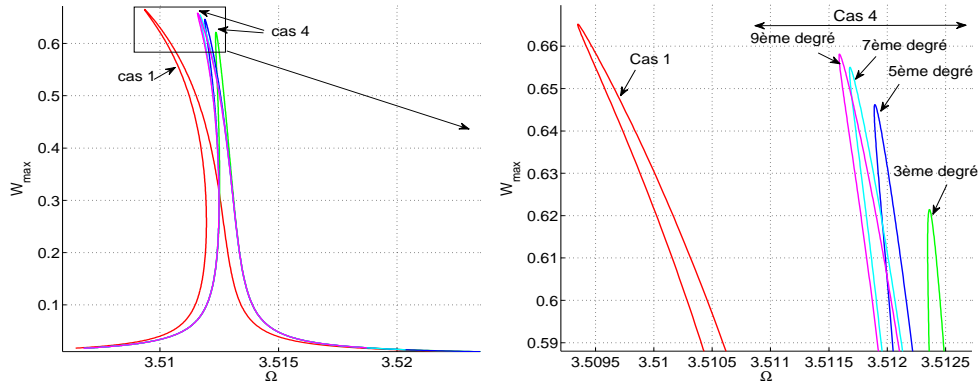 0.6
0.5
0.4
0.3
0.2
0.1
W_max
3.51
3.515
3.52
Ω
cas 1
cas 4
0.66
0.65
0.64
0.63
0.62
0.61
0.6
0.59
W_max
3.5095
3.51
3.5105
3.511
3.5115
3.512
3.5125
Ω
Cas 4
9ème degré
7ème degré
5ème degré
3ème degré
Cas 1